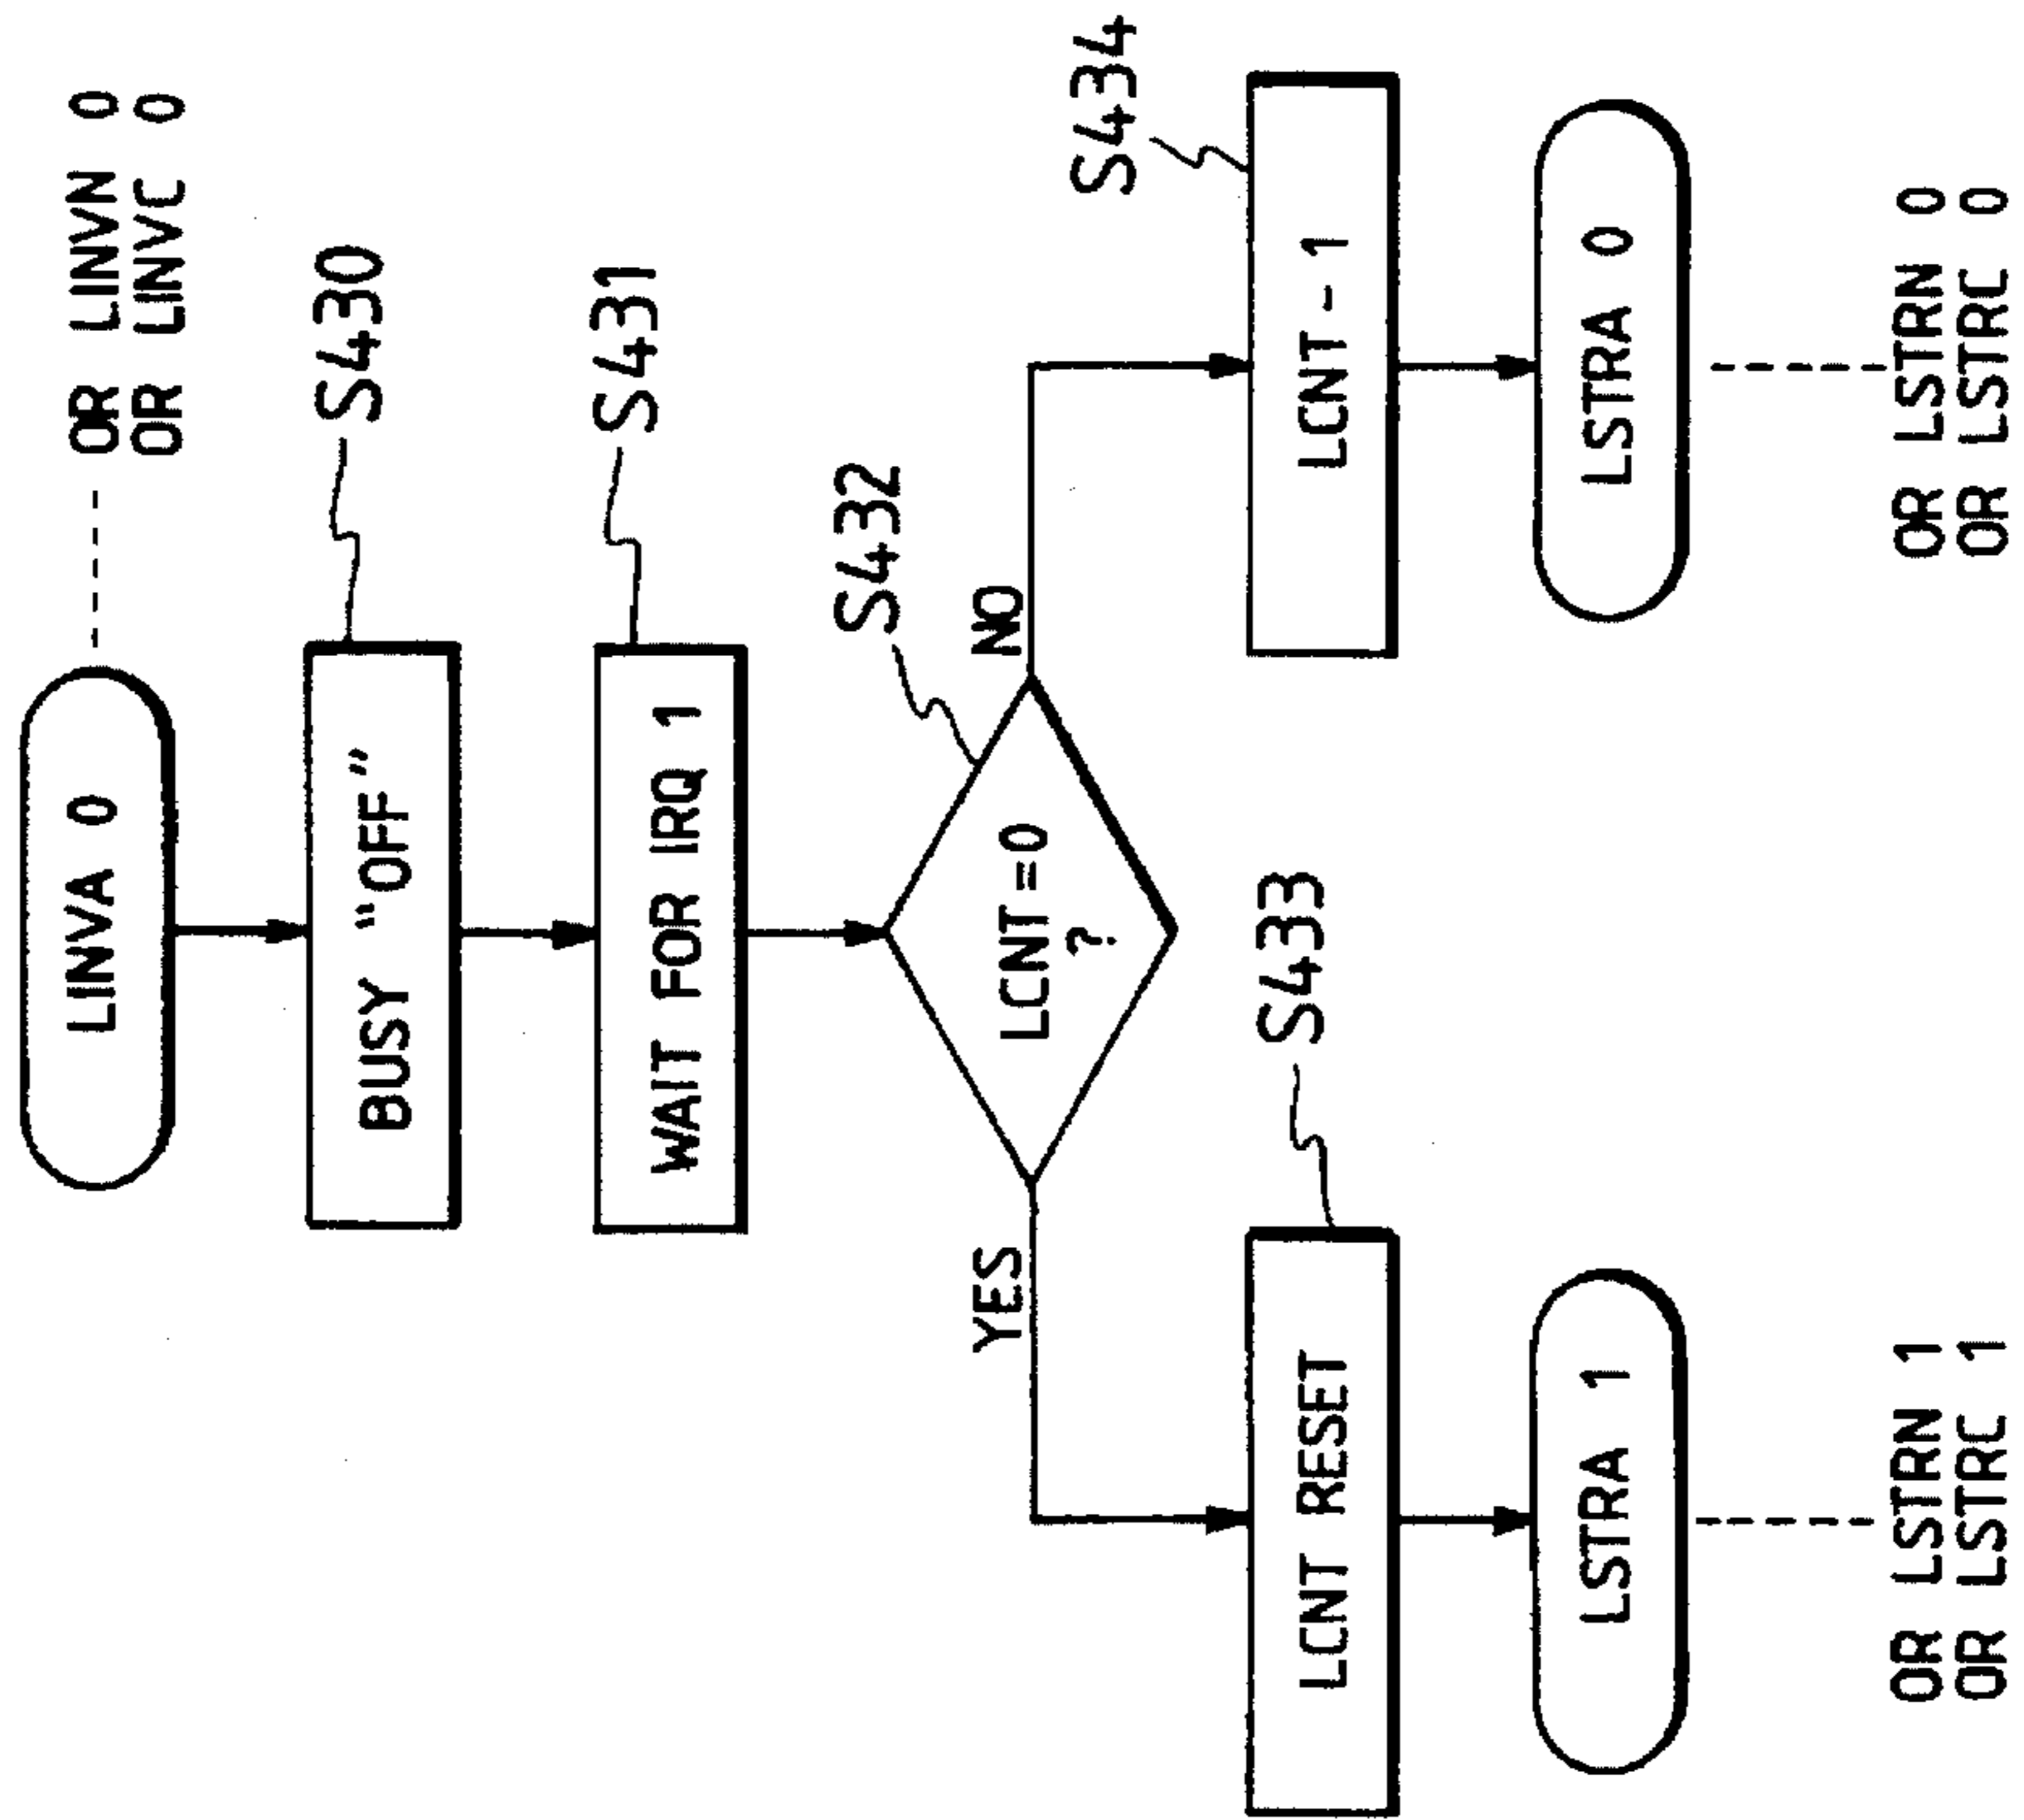 LINVA 0
OR LINVN 0
OR LINVC 0
BUSY "OFF"
S430
WAIT FOR IRQ 1
S431
S432
LCNT=0
?
YES
NO
LCNT RESET
S433
LCNT-1
S434
LSTRA 1
LSTRA 0
OR LSTRN 1
OR LSTRC 1
OR LSTRN 0
OR LSTRC 0